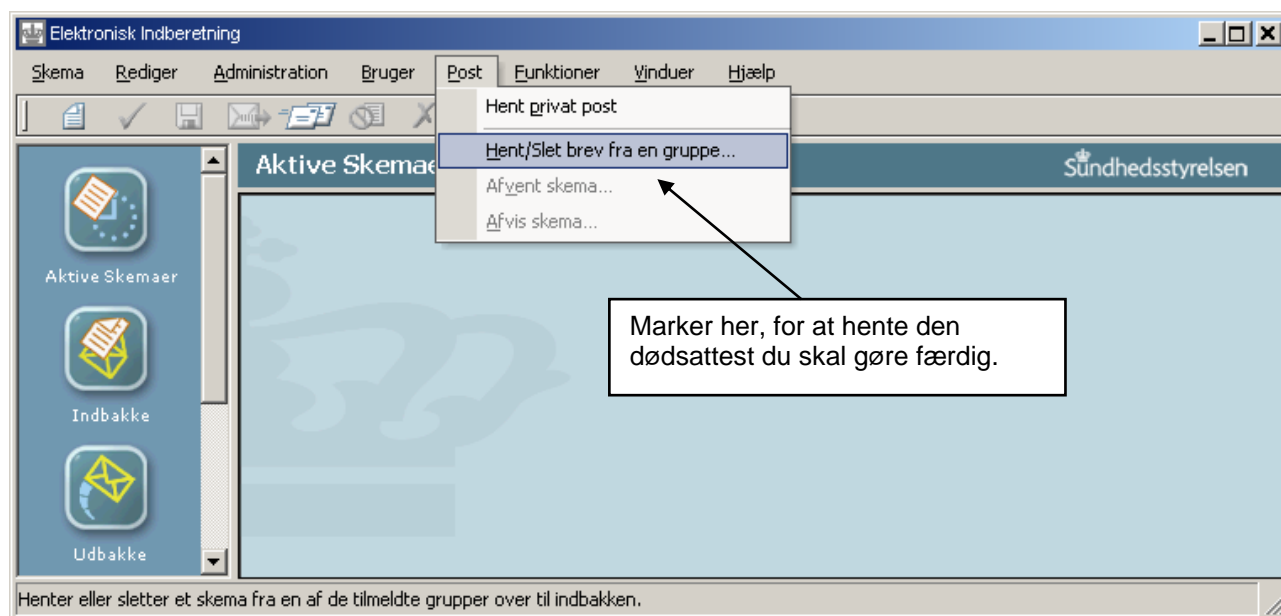 Elektronisk Indberetning
Skema Rediger Administration Bruger Post Funktioner Vinduer Hjælp
Hent privat post
Hent/Slet brev fra en gruppe...
Afvent skema...
Afvis skema...
Aktive Skemae
Sundhedsstyrelsen
Aktive Skemaer
Indbakke
Udbakke
Marker her, for at hente den
dødsattest du skal gøre færdig.
Henter eller sletter et skema fra en af de tilmeldte grupper over til indbakken.